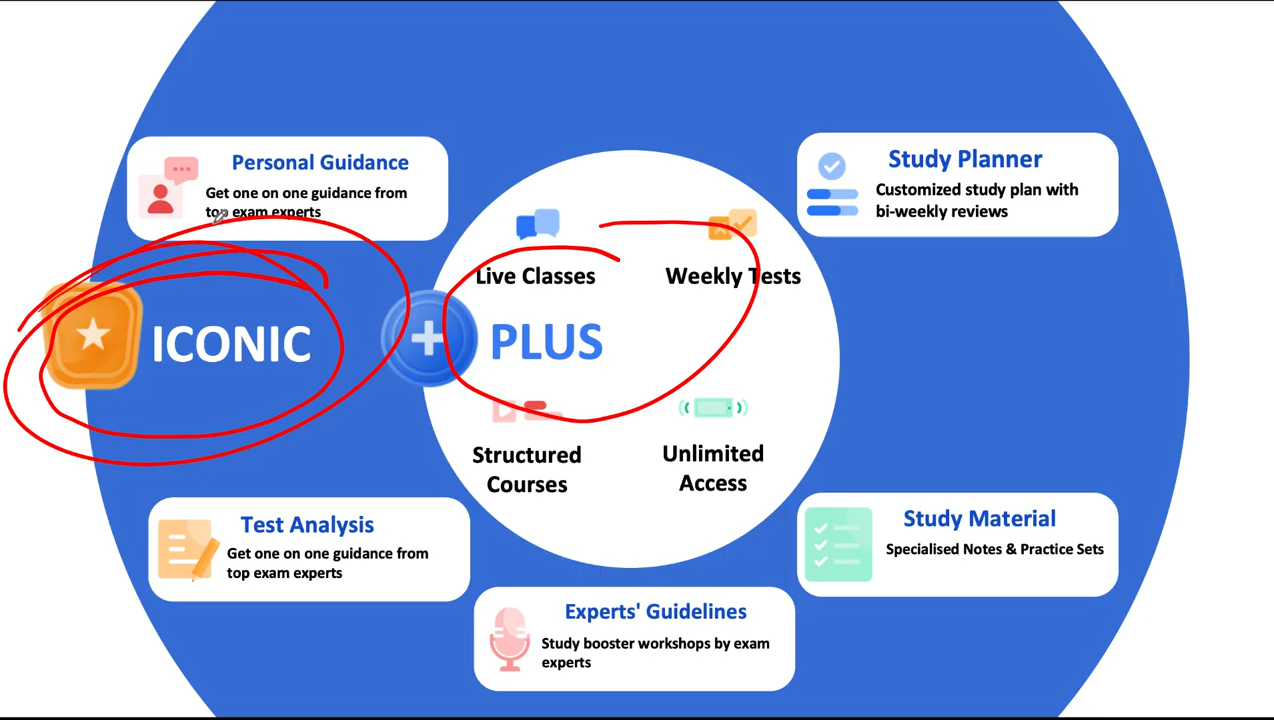 Personal Guidance
Get one on one guidance from
top exam experts
Study Planner
Customized study plan with
bi-weekly reviews
Live Classes
Weekly Tests
ICONIC
PLUS
Structured
Courses
Unlimited
Access
Test Analysis
Get one on one guidance from
top exam experts
Study Material
Specialised Notes & Practice Sets
Experts' Guidelines
Study booster workshops by exam
experts